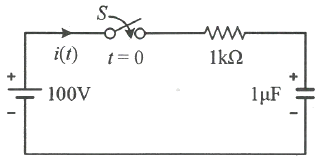 S
i(t)
t = 0
1kΩ
+
100V
−
+
1µF
−